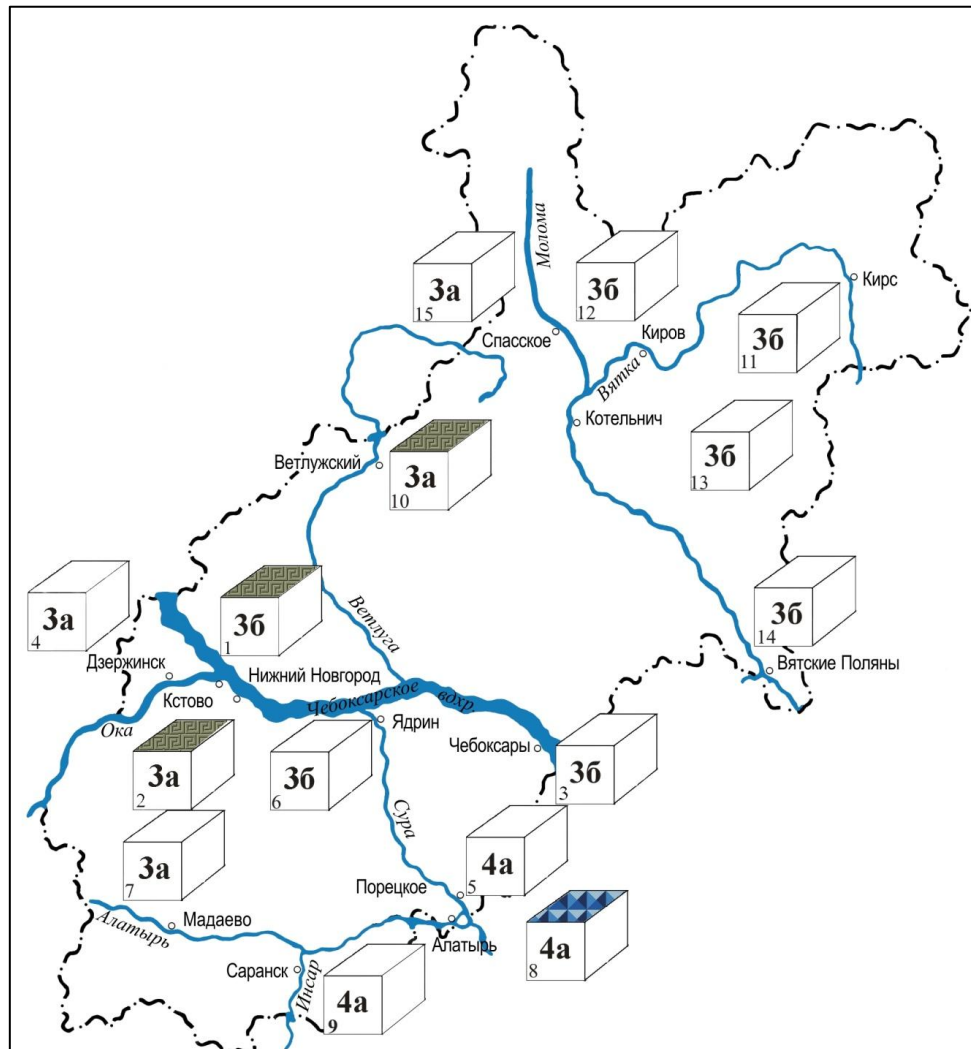 Молома
3а
15
3б
12
Кирс
Спасское
Киров
3б
11
Вятка
Котельнич
Ветлужский
3а
10
3б
13
3а
4
3б
1
Ветлуга
3б
14
Вятские Поляны
Дзержинск
Нижний Новгород
Кстово
Чебоксарское вдхр.
Ока
Ядрин
Чебоксары
3а
2
3б
6
3б
3
Сура
3а
7
4а
5
Порецкое
Мадаево
Алатырь
Алатырь
4а
8
Саранск
Инсар
4а
9